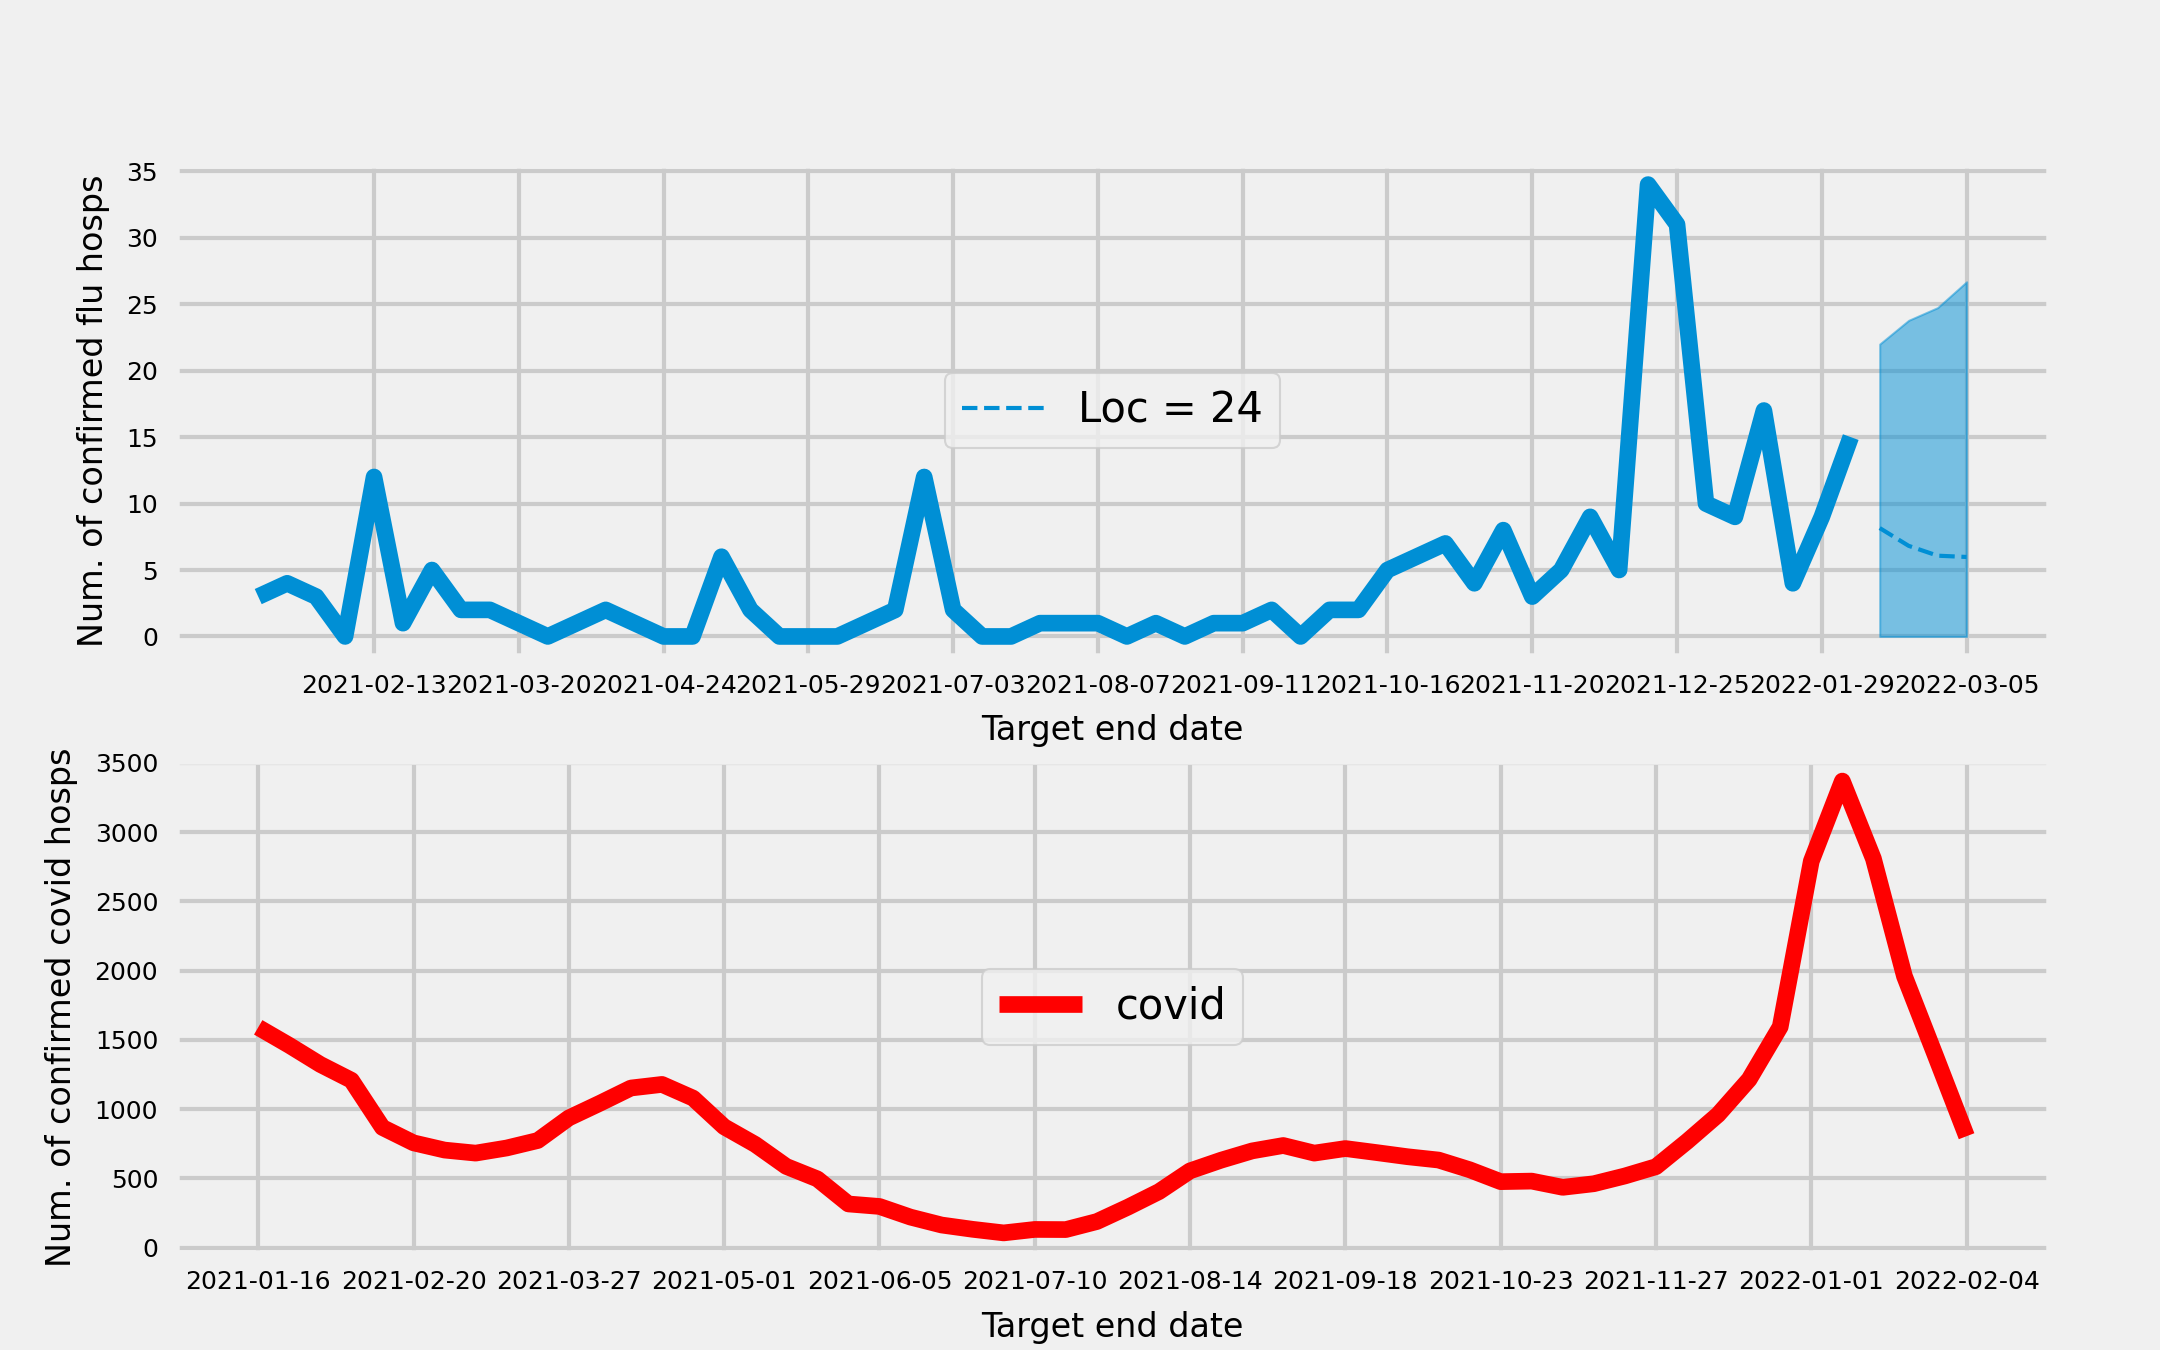 Num. of confirmed flu hosps
35
30
25
20
15
10
5
0
Loc = 24
2021-02-13 2021-03-20 2021-04-24 2021-05-29 2021-07-03 2021-08-07 2021-09-11 2021-10-16 2021-11-20 2021-12-25 2022-01-29 2022-03-05
Target end date
Num. of confirmed covid hosps
3500
3000
2500
2000
1500
1000
500
0
covid
2021-01-16 2021-02-20 2021-03-27 2021-05-01 2021-06-05 2021-07-10 2021-08-14 2021-09-18 2021-10-23 2021-11-27 2022-01-01 2022-02-04
Target end date